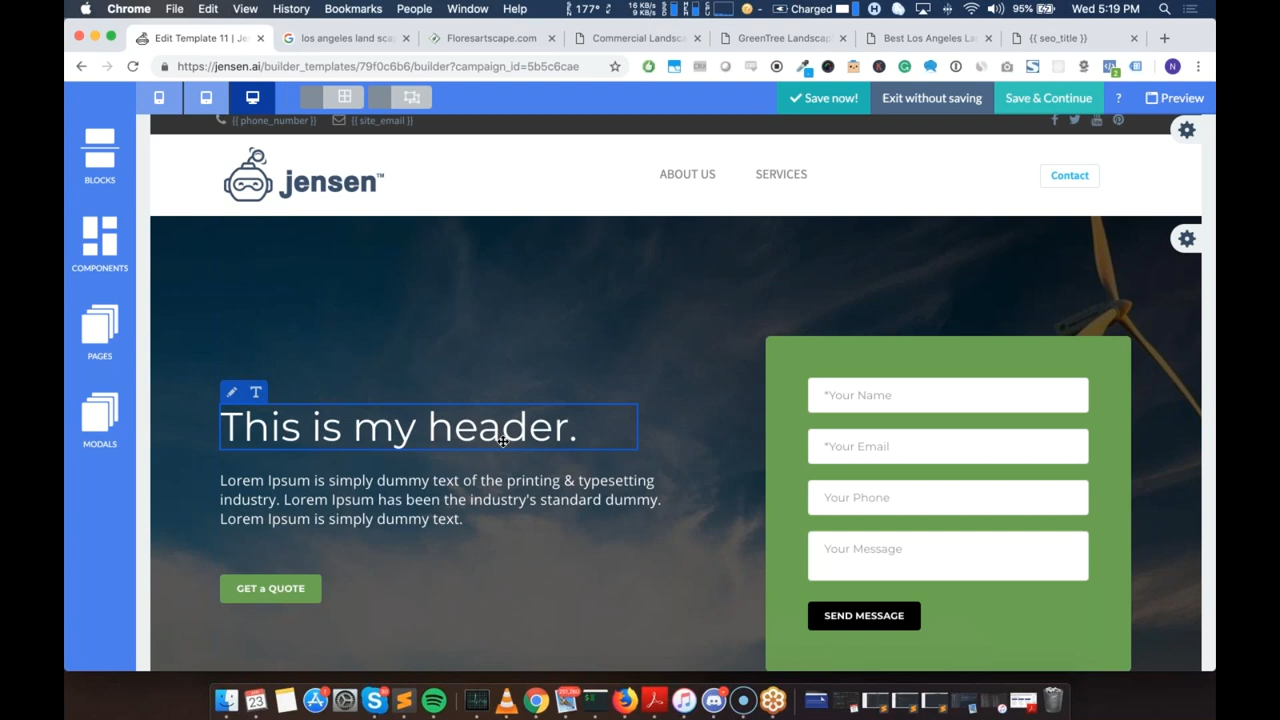 Chrome File Edit View History Bookmarks People Window Help 177° 16 KB/s 9 KB/s Charged 95% Wed 5:19 PM
Edit Template 11 | Je los angeles land sca Floresartscape.com Commercial Landsca GreenTree Landscap Best Los Angeles La {{ seo_title }}
https://jensen.ai/builder_templates/79f0c6b6/builder?campaign_id=5b5c6cae
Save now! Exit without saving Save & Continue ? Preview
{{ phone_number }} {{ site_email }}
BLOCKS
COMPONENTS
PAGES
MODALS
jensen™ ABOUT US SERVICES Contact
This is my header.
Lorem Ipsum is simply dummy text of the printing & typesetting
industry. Lorem Ipsum has been the industry's standard dummy.
Lorem Ipsum is simply dummy text.
GET a QUOTE
*Your Name
*Your Email
Your Phone
Your Message
SEND MESSAGE